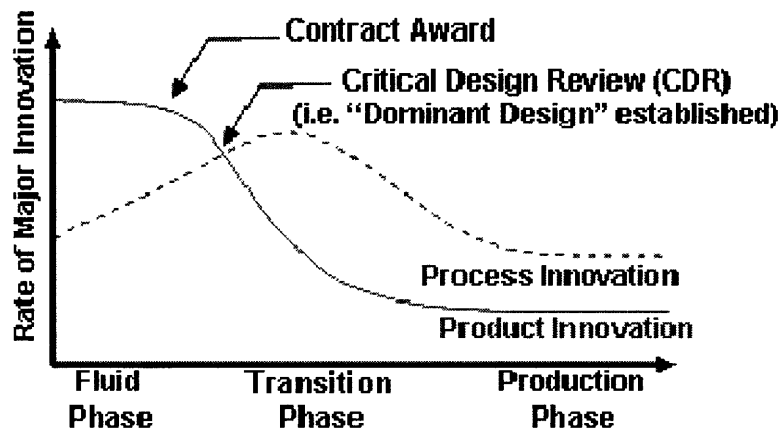 Contract Award
Critical Design Review (CDR)
(i.e. "Dominant Design" established)
Rate of Major Innovation
Process Innovation
Product Innovation
Fluid
Phase
Transition
Phase
Production
Phase